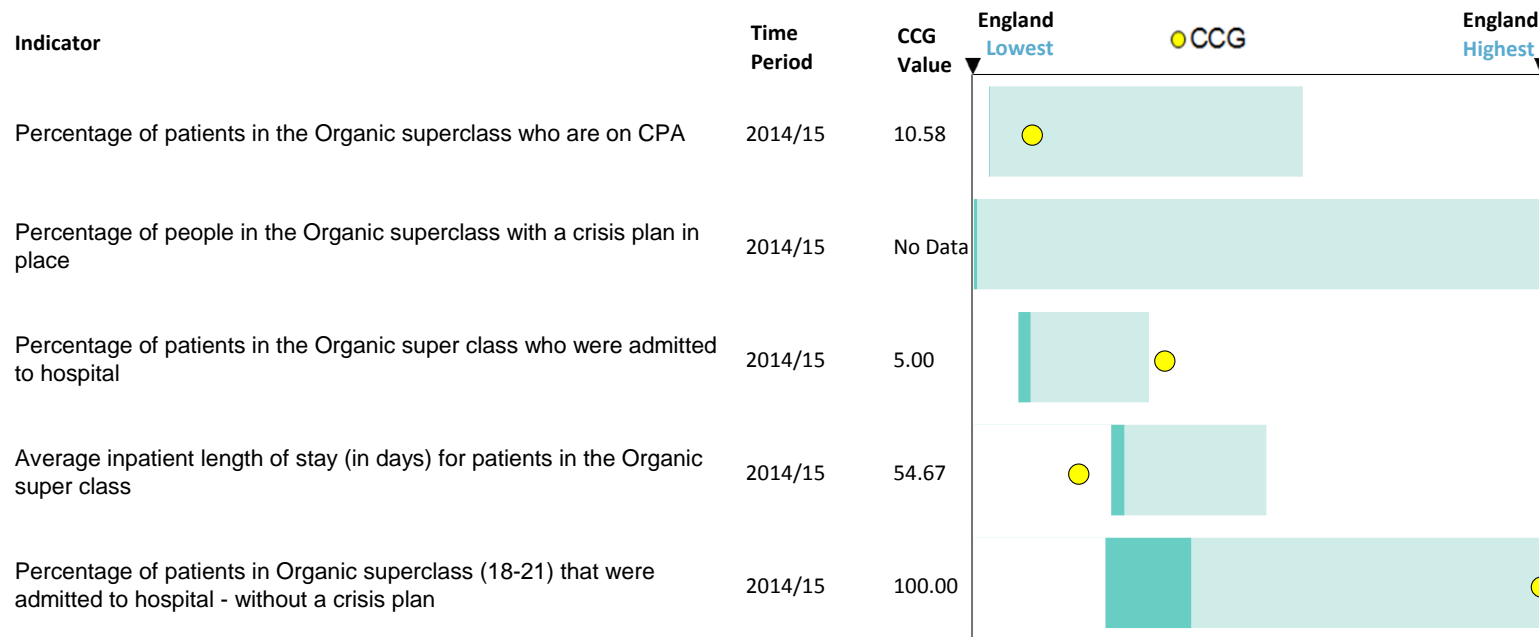 Indicator
Time
Period
CCG
Value
England
Lowest
CCG
England
Highest
Percentage of patients in the Organic superclass who are on CPA
2014/15
10.58
Percentage of people in the Organic superclass with a crisis plan in
place
2014/15
No Data
Percentage of patients in the Organic super class who were admitted
to hospital
2014/15
5.00
Average inpatient length of stay (in days) for patients in the Organic
super class
2014/15
54.67
Percentage of patients in Organic superclass (18-21) that were
admitted to hospital - without a crisis plan
2014/15
100.00